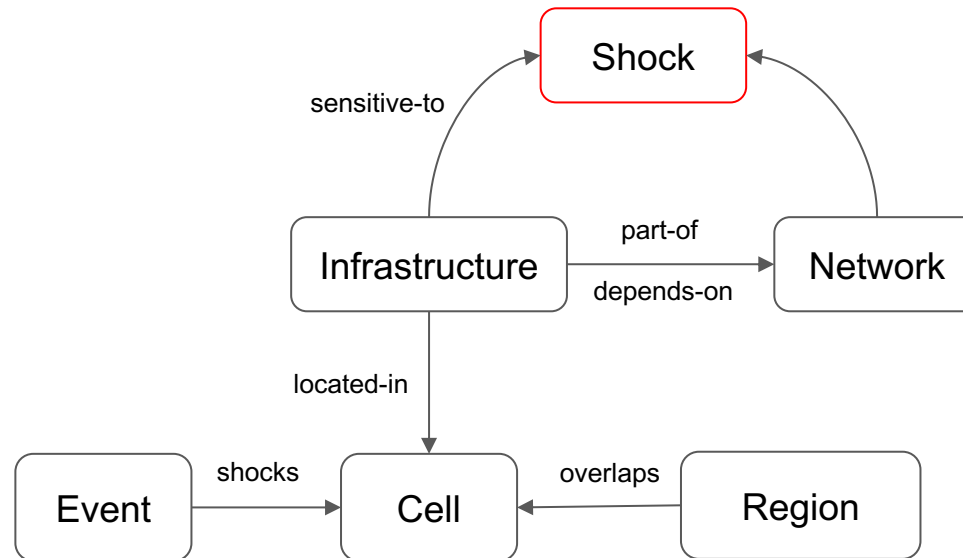 Shock
sensitive-to
Infrastructure
part-of
depends-on
Network
located-in
Event
shocks
Cell
overlaps
Region